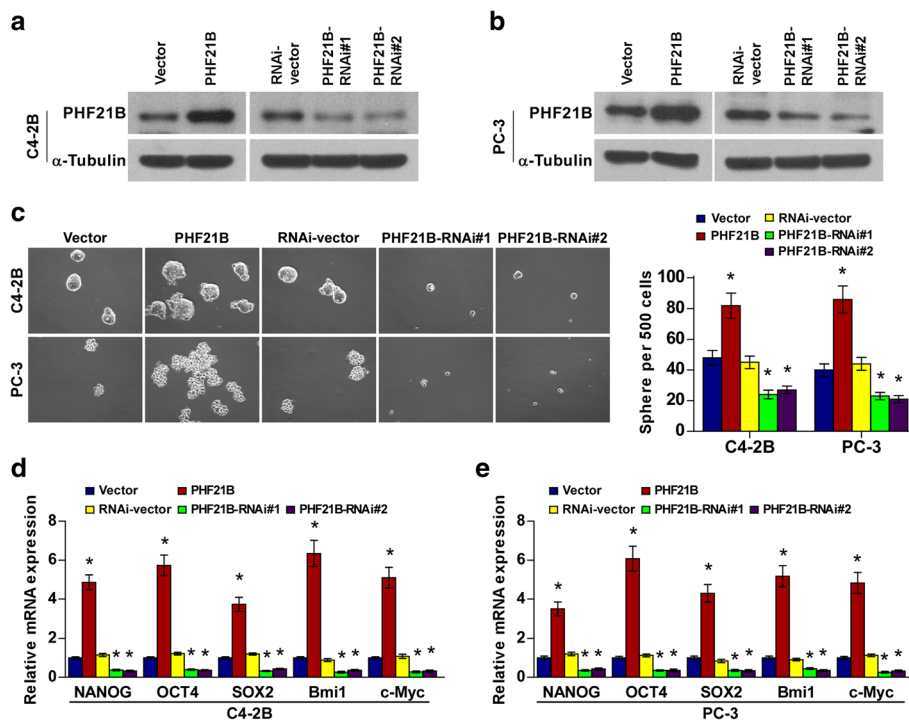 a
Vector
PHF21B
RNAi-
vector
PHF21B-
RNAi#1
PHF21B-
RNAi#2
C4-2B
PHF21B
α-Tubulin
b
Vector
PHF21B
RNAi-
vector
PHF21B-
RNAi#1
PHF21B-
RNAi#2
PC-3
PHF21B
α-Tubulin
c
Vector PHF21B RNAi-vector PHF21B-RNAi#1 PHF21B-RNAi#2
C4-2B
PC-3
Vector RNAi-vector
PHF21B PHF21B-RNAi#1
PHF21B-RNAi#2
Sphere per 500 cells
100
80
60
40
20
0
* * * * * *
C4-2B PC-3
d
Vector PHF21B
RNAi-vector PHF21B-RNAi#1 PHF21B-RNAi#2
Relative mRNA expression
8
6
4
2
0
* * * * * * * * * * * * * * *
NANOG OCT4 SOX2 Bmi1 c-Myc
C4-2B
e
Vector PHF21B
RNAi-vector PHF21B-RNAi#1 PHF21B-RNAi#2
Relative mRNA expression
8
6
4
2
0
* * * * * * * * * * * * * * *
NANOG OCT4 SOX2 Bmi1 c-Myc
PC-3